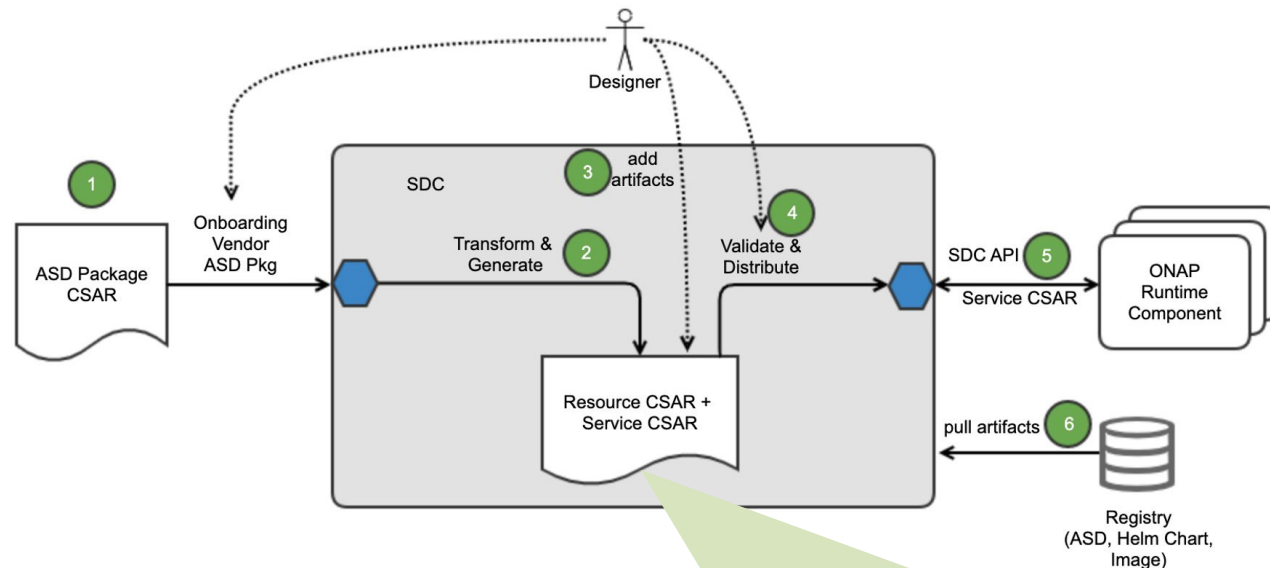 Designer
1
Onboarding
Vendor
ASD Pkg
ASD Package
CSAR
SDC
3
add
artifacts
Transform &
Generate
2
4
Validate &
Distribute
Resource CSAR +
Service CSAR
SDC API
5
Service CSAR
ONAP
Runtime
Component
pull artifacts
6
Registry
(ASD, Helm Chart,
Image)